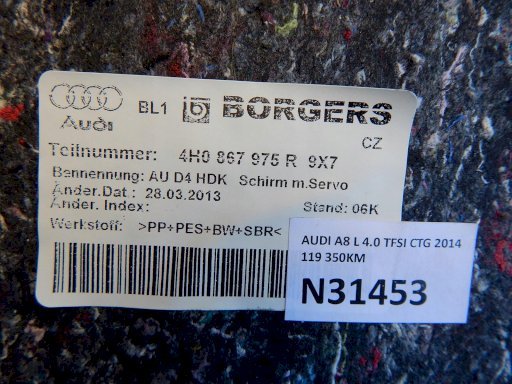 BL1 BORGERS
Audi
CZ
Teilnummer: 4H0 867 975 R 9X7
Bennennung: AU D4 HDK Schirm m.Servo
Änder.Dat.: 28.03.2013
Änder. Index: Stand: 06K
Werkstoff: >PP+PES+BW+SBR<
AUDI A8 L 4.0 TFSI CTG 2014
119 350KM
N31453